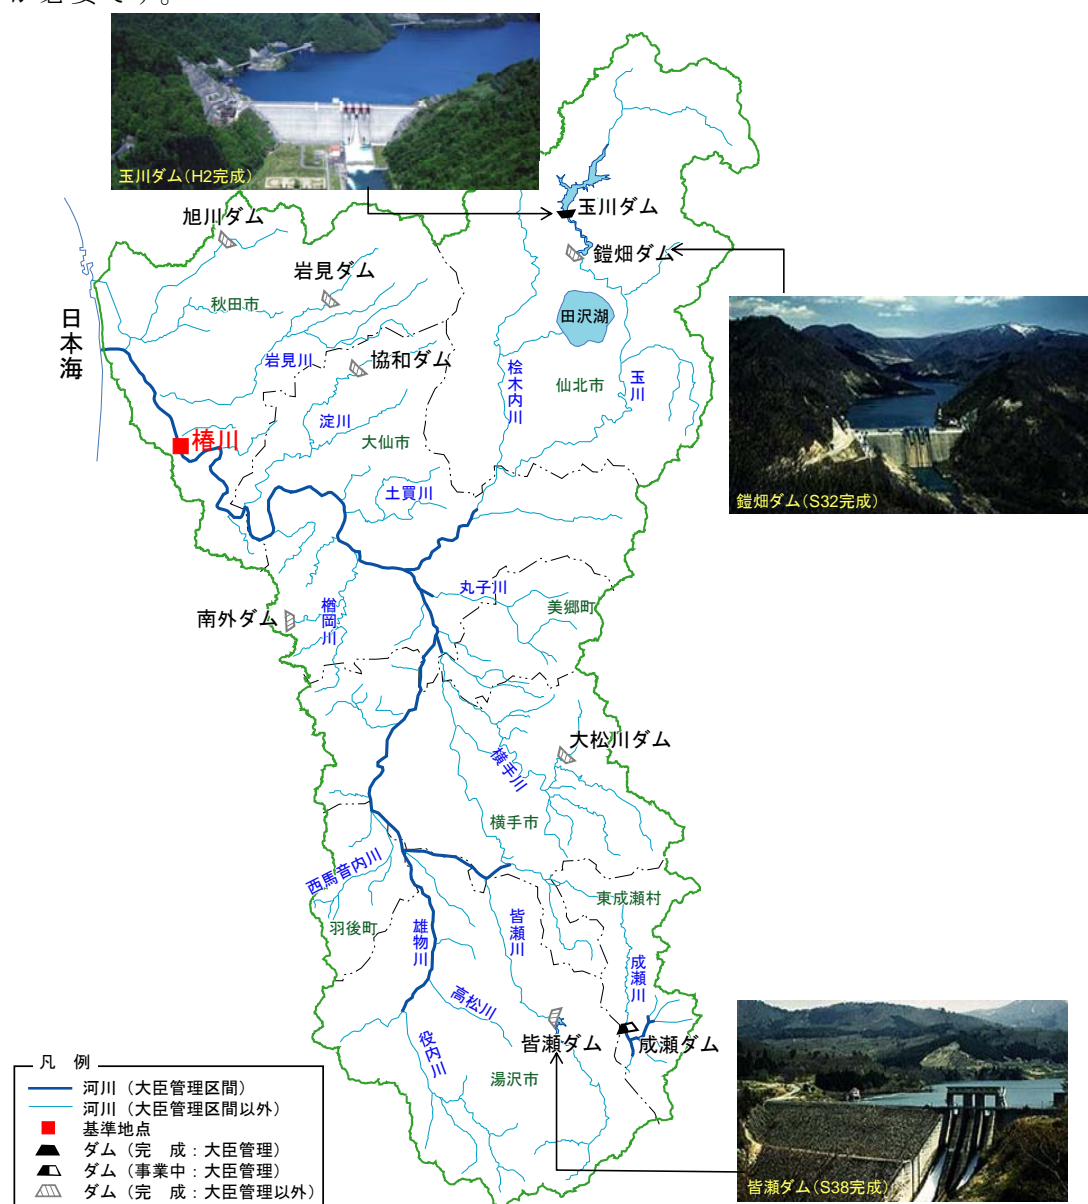 が必要です。
玉川ダム(H2完成)
旭川ダム
玉川ダム
鎧畑ダム
岩見ダム
秋田市
日本海
田沢湖
岩見川
協和ダム
桧木内川
仙北市
玉川
淀川
椿川
大仙市
土買川
鎧畑ダム(S32完成)
丸子川
美郷町
南外ダム
楢岡川
大松川ダム
横手川
横手市
西馬音内川
東成瀬村
羽後町
雄物川
皆瀬川
成瀬川
高松川
皆瀬ダム
成瀬ダム
役内川
湯沢市
皆瀬ダム(S38完成)
凡 例
河川(大臣管理区間)
河川(大臣管理区間以外)
基準地点
ダム(完 成:大臣管理)
ダム(事業中:大臣管理)
ダム(完 成:大臣管理以外)